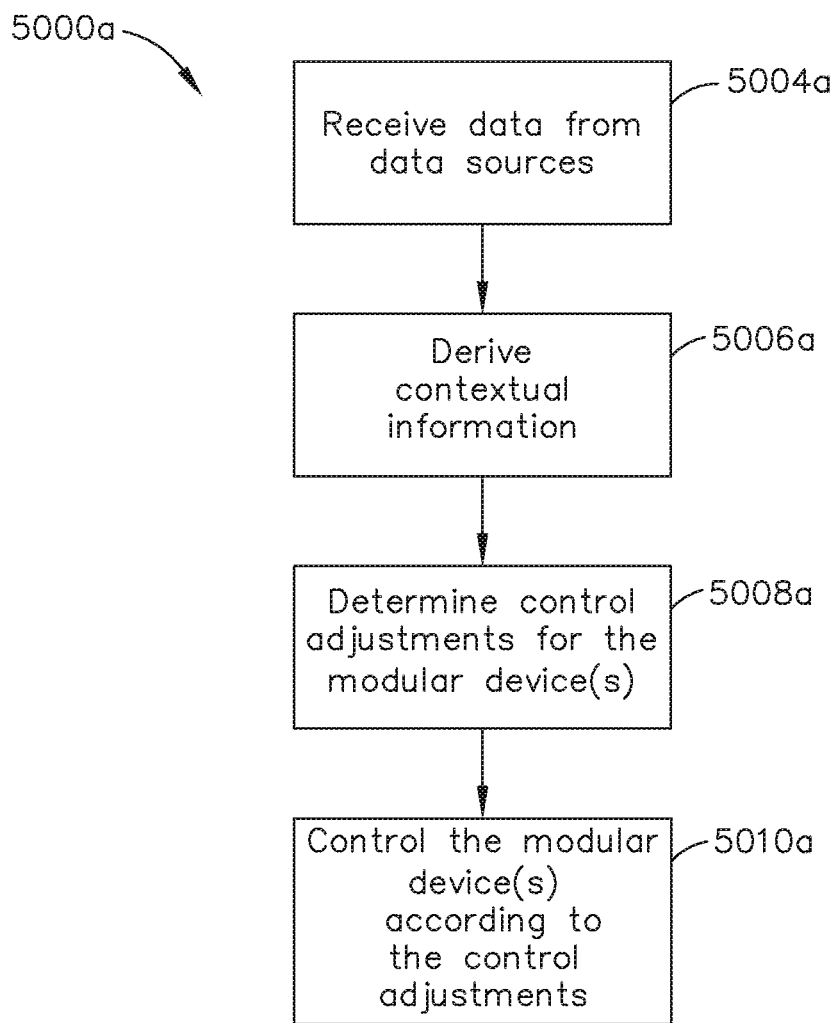 5000a
5004a
Receive data from
data sources
5006a
Derive
contextual
information
5008a
Determine control
adjustments for the
modular device(s)
5010a
Control the modular
device(s)
according to
the control
adjustments